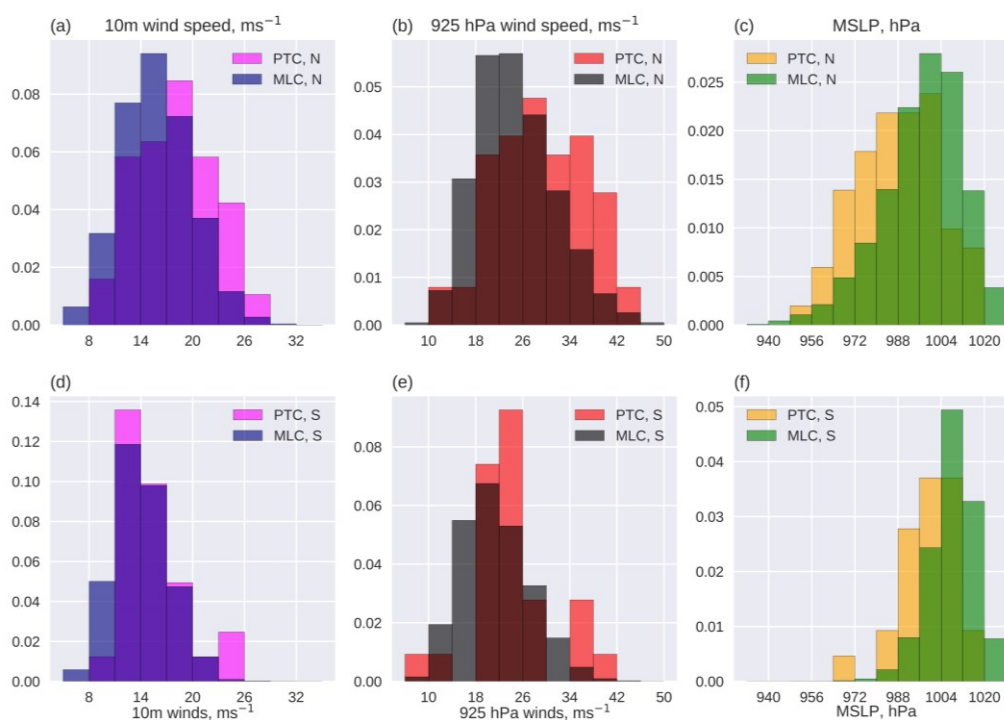 (a) 10m wind speed, ms⁻¹
(b) 925 hPa wind speed, ms⁻¹
(c) MSLP, hPa
PTC, N
MLC, N
0.08
0.06
0.04
0.02
0.00
8 14 20 26 32
PTC, N
MLC, N
0.05
0.04
0.03
0.02
0.01
0.00
10 18 26 34 42 50
PTC, N
MLC, N
0.025
0.020
0.015
0.010
0.005
0.000
940 956 972 988 1004 1020
(d)
PTC, S
MLC, S
0.14
0.12
0.10
0.08
0.06
0.04
0.02
0.00
8 14 20 26 32
10m winds, ms⁻¹
(e)
PTC, S
MLC, S
0.08
0.06
0.04
0.02
0.00
10 18 26 34 42 50
925 hPa winds, ms⁻¹
(f)
PTC, S
MLC, S
0.05
0.04
0.03
0.02
0.01
0.00
940 956 972 988 1004 1020
MSLP, hPa